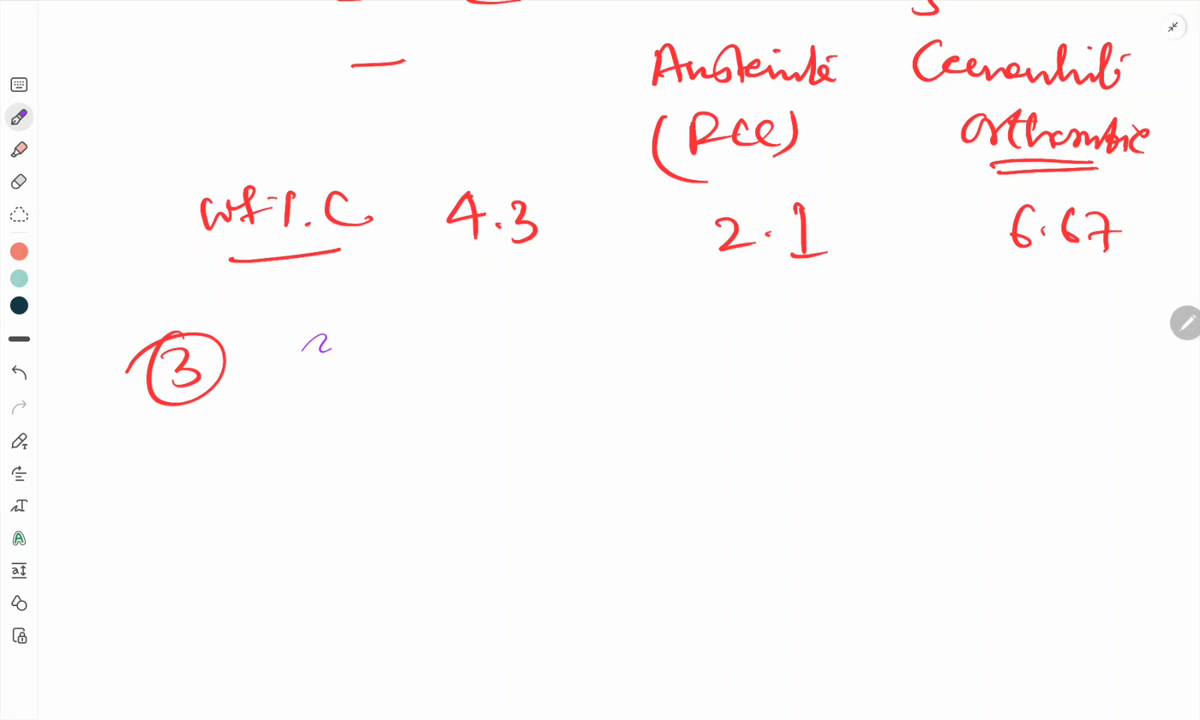 — Austenite Cementite
(FCC) Orthorhombic
wt-%.C 4.3 2.1 6.67
3